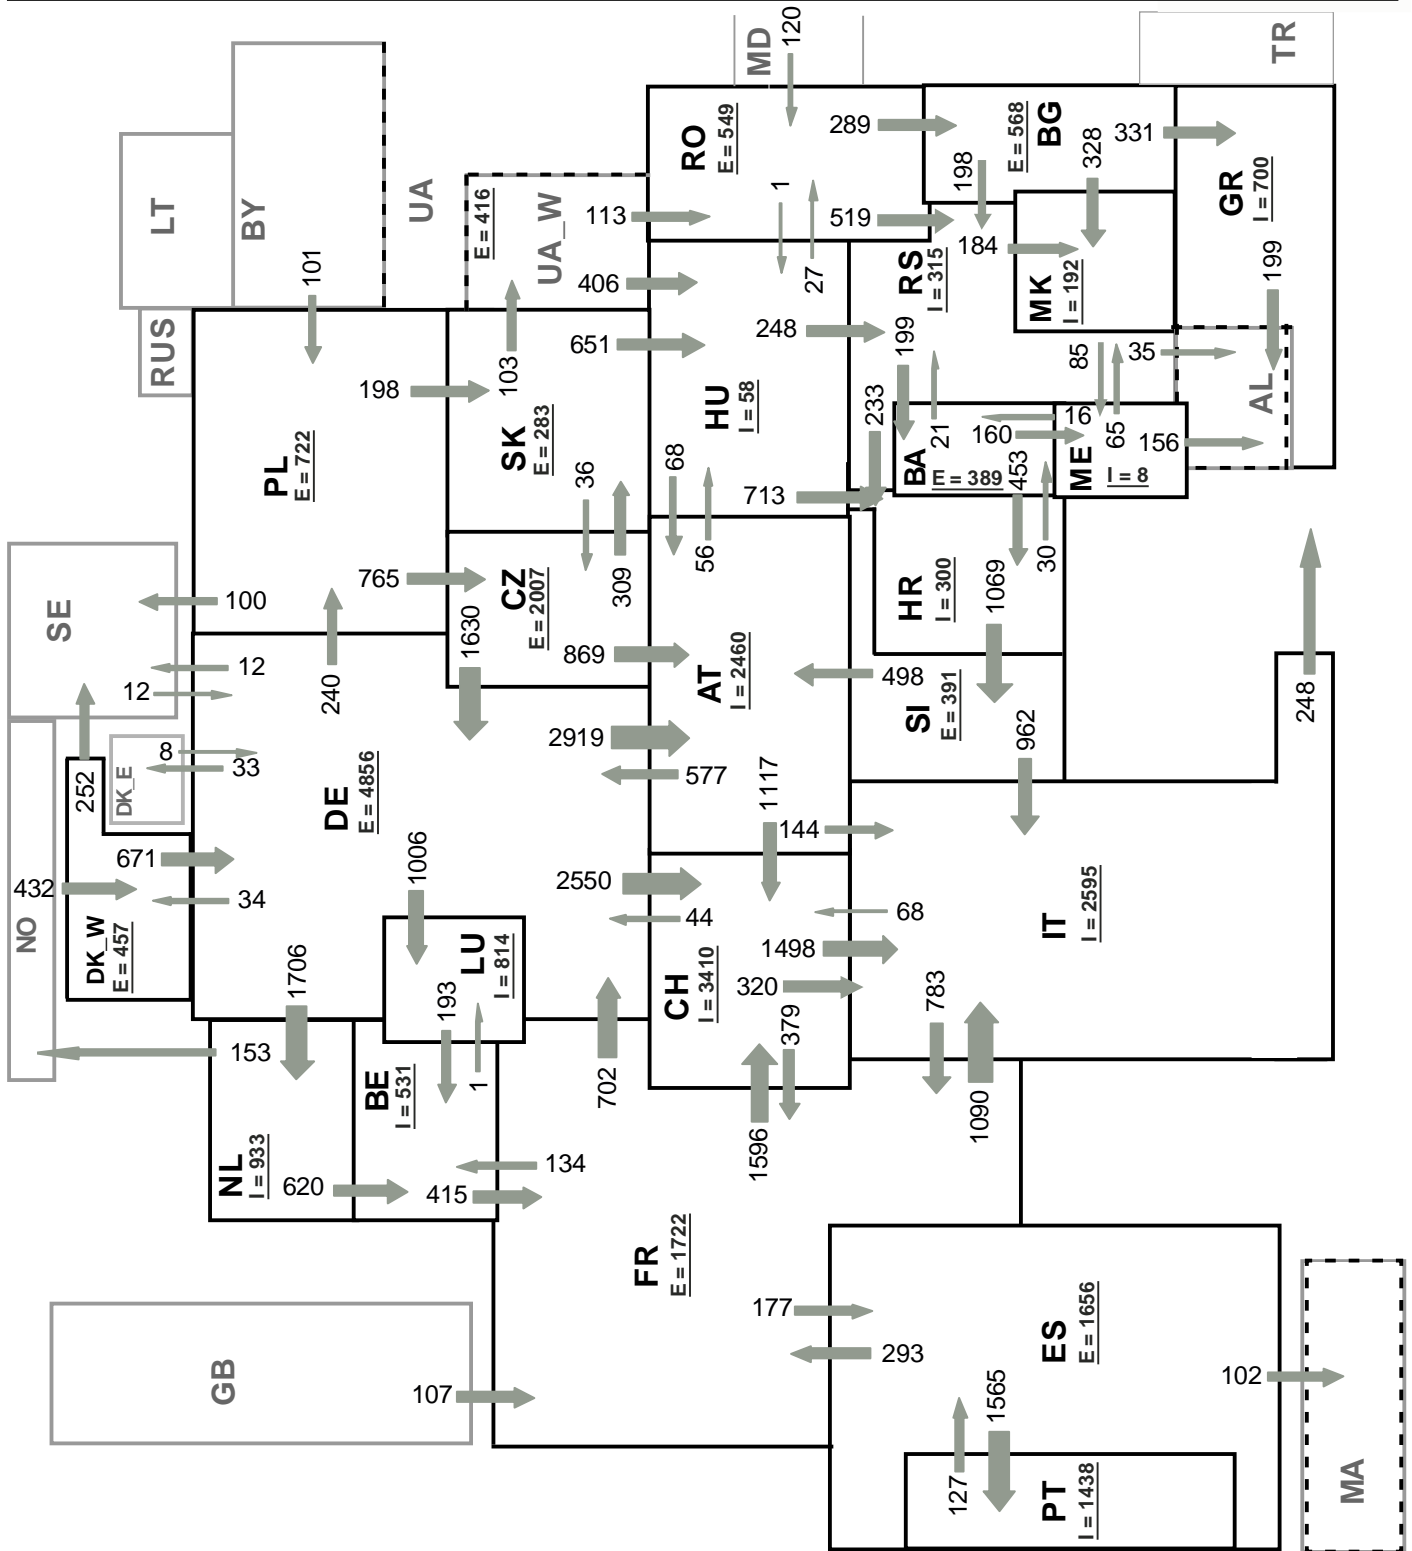 120
MD
TR
RO
E = 549
289
BG
E = 568
328
331
GR
I = 700
LT
BY
UA
E = 416
UA_W
113
1
27
519
198
184
MK
I = 192
RS
I = 315
199
101
406
103
651
248
199
233
85
35
AL
RUS
198
PL
E = 722
SK
E = 283
HU
I = 58
21
16
160
65
156
BA
E = 389
453
ME
I = 8
36
68
713
56
309
30
SE
100
765
CZ
E = 2007
1630
HR
I = 300
1069
12
12
240
869
AT
I = 2460
498
SI
E = 391
962
248
8
33
DK_E
252
2919
577
1117
144
DE
E = 4856
671
34
432
NO
DK_W
E = 457
1006
2550
44
68
IT
I = 2595
1706
LU
I = 814
193
1
CH
I = 3410
1498
320
379
783
153
702
1596
1090
BE
I = 531
NL
I = 933
620
134
415
FR
E = 1722
177
293
ES
E = 1656
102
GB
107
127
1565
PT
I = 1438
MA